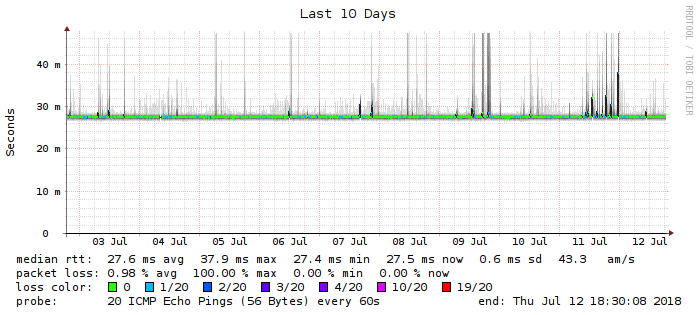 Last 10 Days
RRDTOOL / TOBI OETIKER
Seconds
40 m
30 m
20 m
10 m
0
03 Jul 04 Jul 05 Jul 06 Jul 07 Jul 08 Jul 09 Jul 10 Jul 11 Jul 12 Jul
median rtt: 27.6 ms avg 37.9 ms max 27.4 ms min 27.5 ms now 0.6 ms sd 43.3 am/s
packet loss: 0.98 % avg 100.00 % max 0.00 % min 0.00 % now
loss color: 0 1/20 2/20 3/20 4/20 10/20 19/20
probe: 20 ICMP Echo Pings (56 Bytes) every 60s end: Thu Jul 12 18:30:08 2018